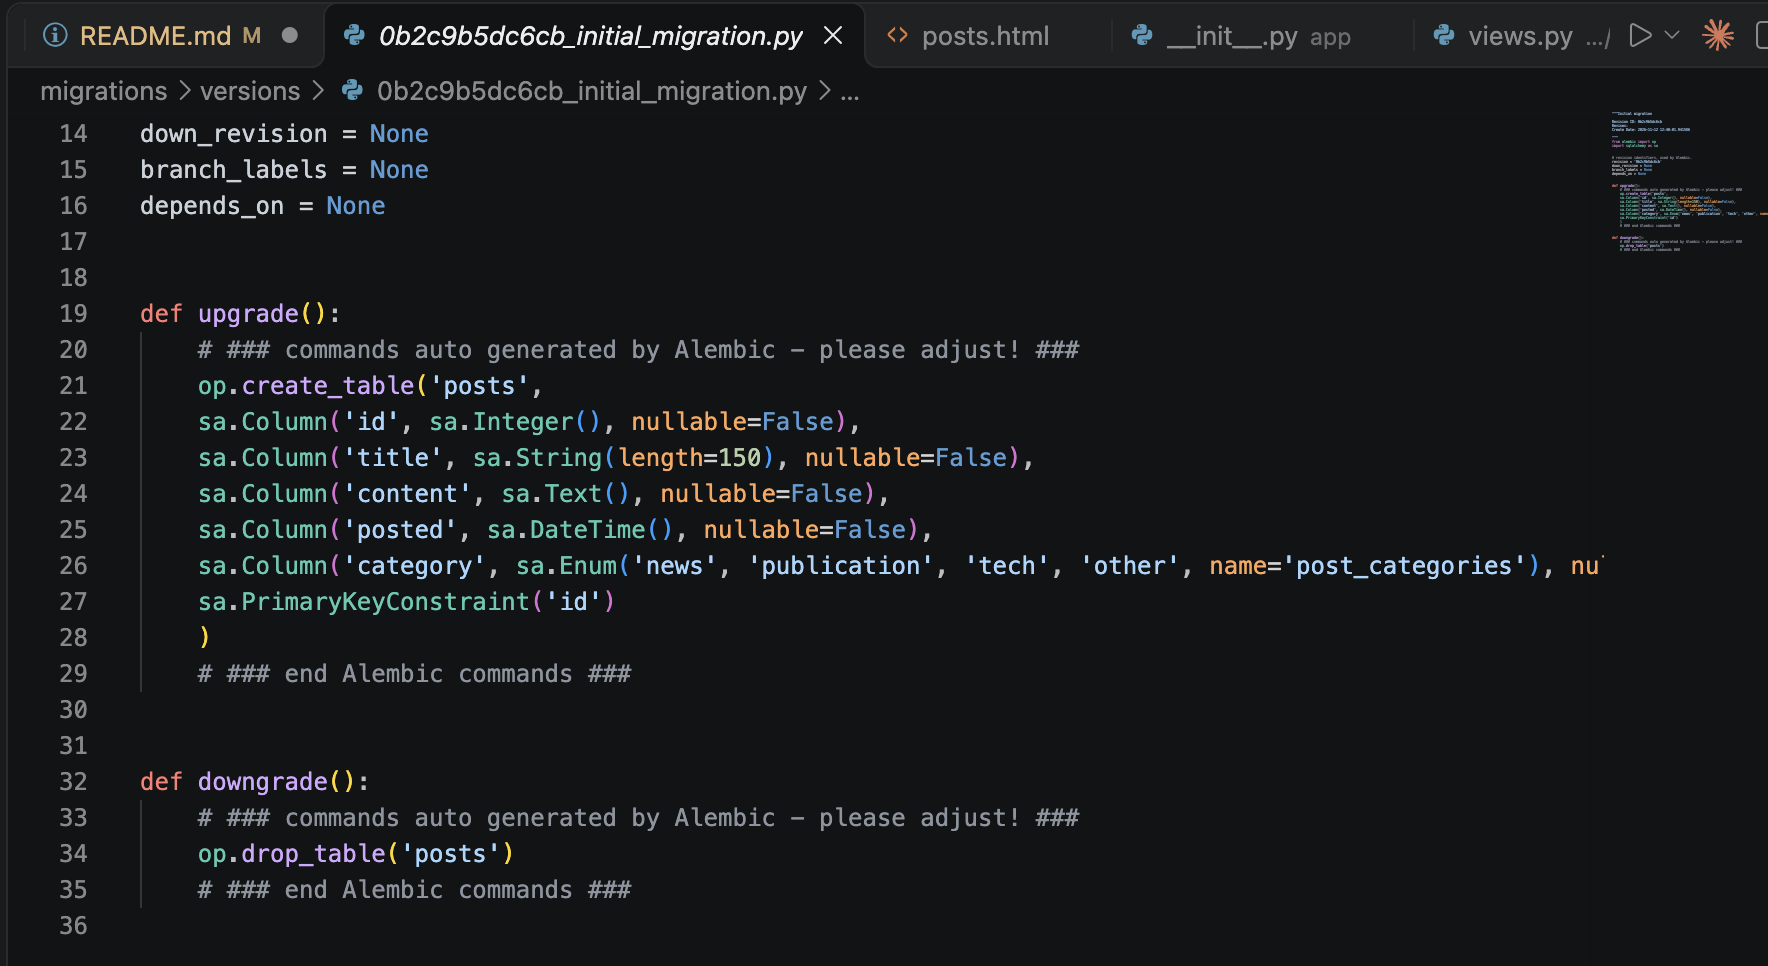 README.md M
0b2c9b5dc6cb_initial_migration.py
posts.html
__init__.py app
views.py .../
migrations > versions > 0b2c9b5dc6cb_initial_migration.py > ...
14 down_revision = None
15 branch_labels = None
16 depends_on = None
17
18
19 def upgrade():
20 # ### commands auto generated by Alembic - please adjust! ###
21 op.create_table('posts',
22 sa.Column('id', sa.Integer(), nullable=False),
23 sa.Column('title', sa.String(length=150), nullable=False),
24 sa.Column('content', sa.Text(), nullable=False),
25 sa.Column('posted', sa.DateTime(), nullable=False),
26 sa.Column('category', sa.Enum('news', 'publication', 'tech', 'other', name='post_categories'), nu
27 sa.PrimaryKeyConstraint('id')
28 )
29 # ### end Alembic commands ###
30
31
32 def downgrade():
33 # ### commands auto generated by Alembic - please adjust! ###
34 op.drop_table('posts')
35 # ### end Alembic commands ###
36